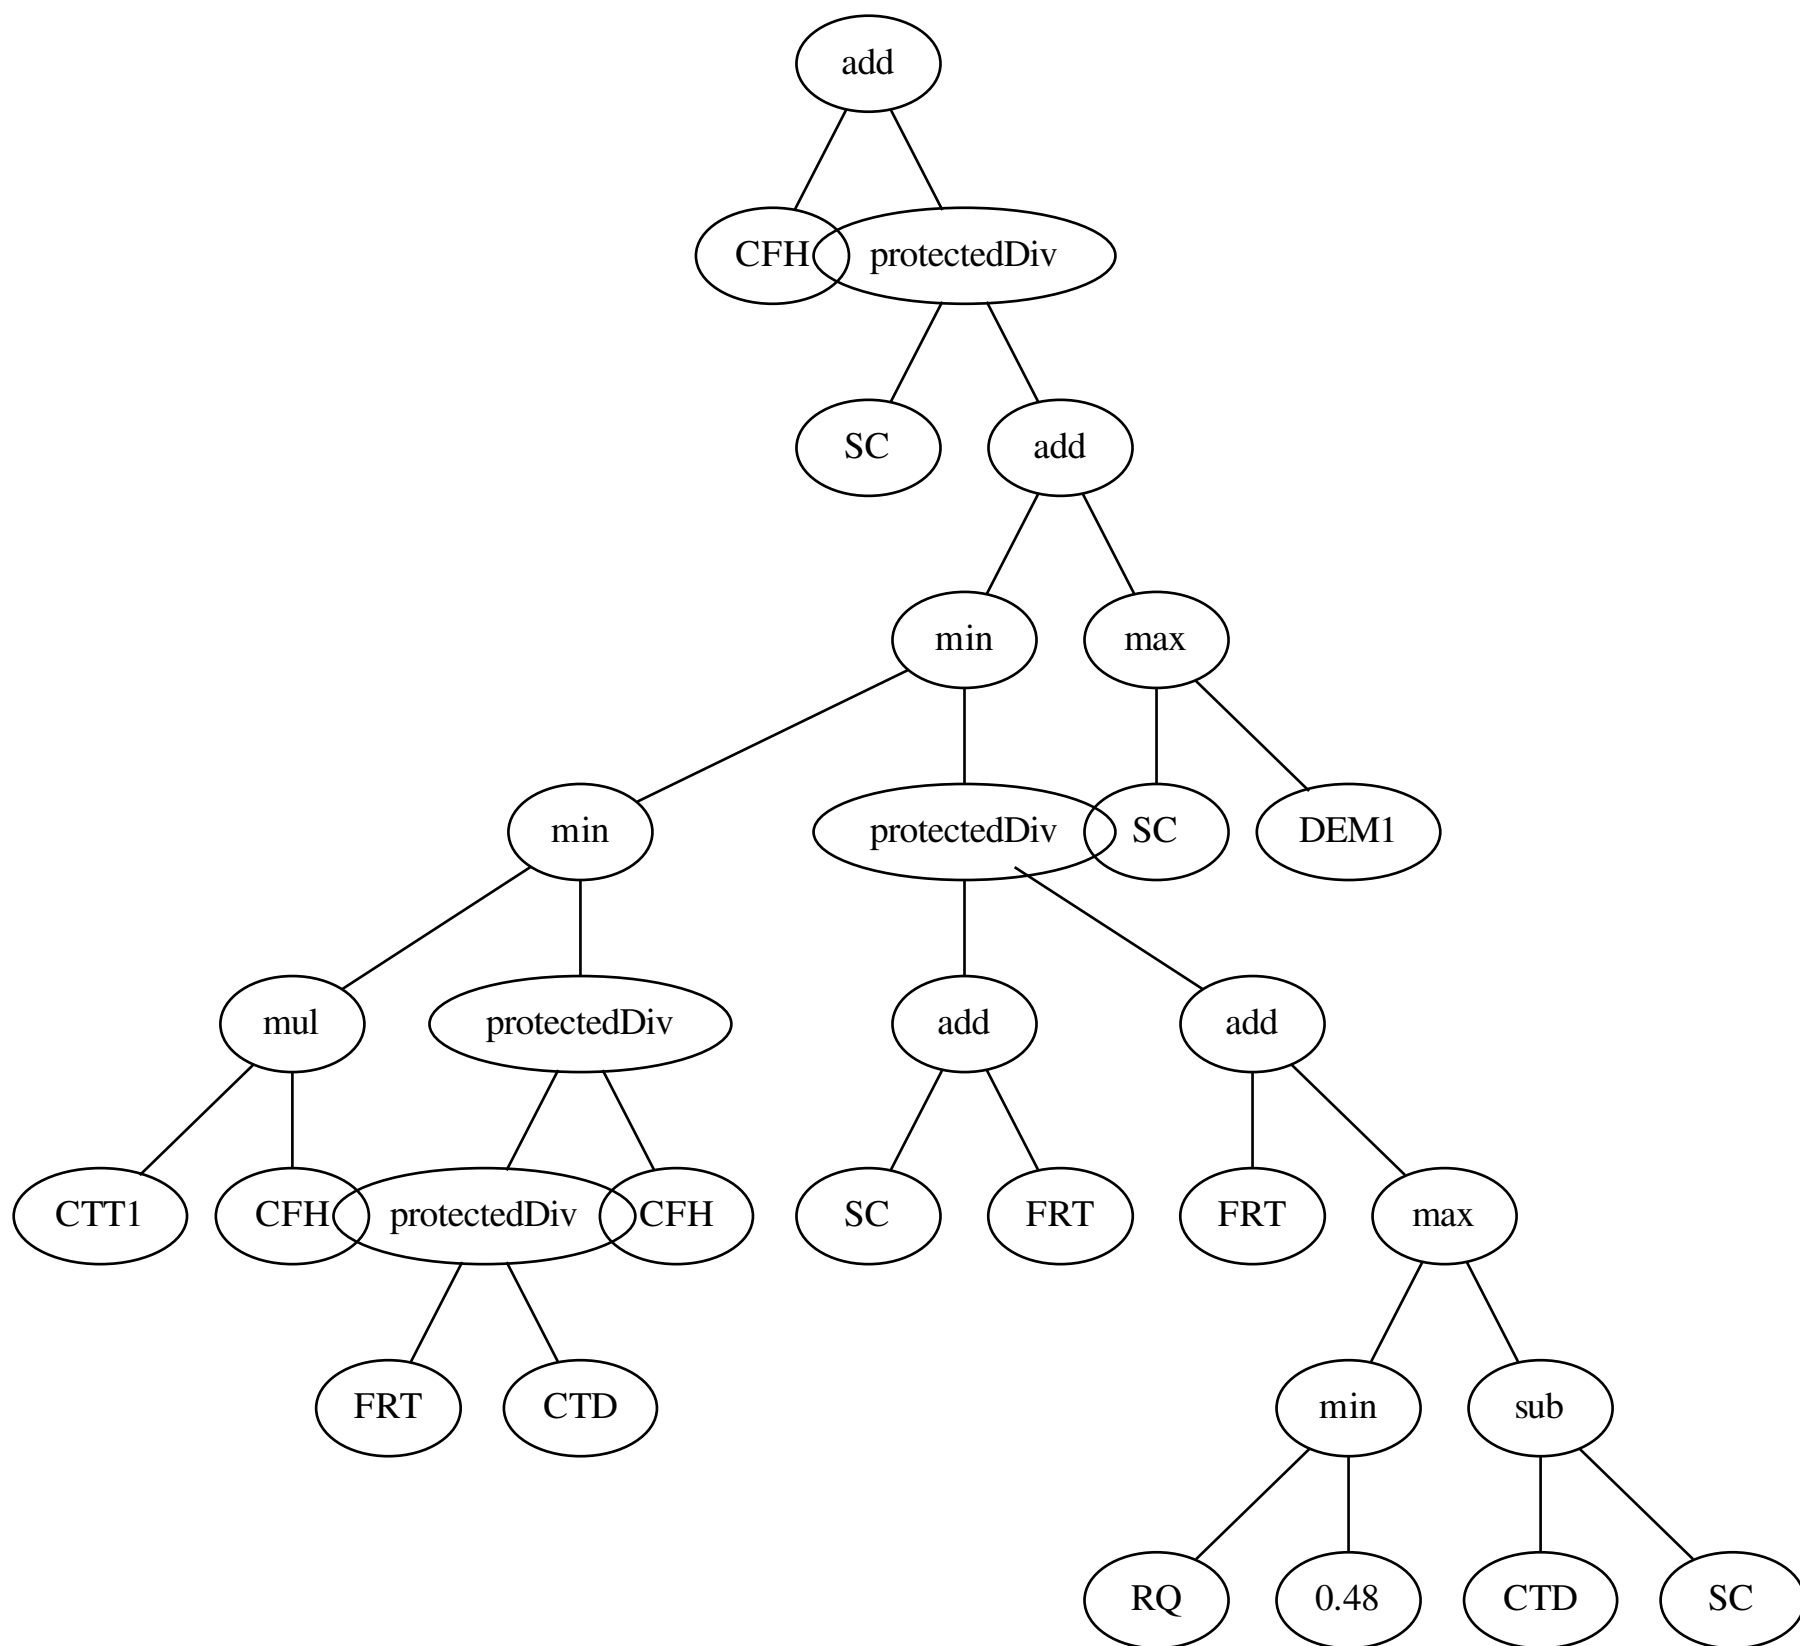 add
CFH protectedDiv
SC add
min max
min protectedDiv SC DEM1
mul protectedDiv add add
CTT1 CFH protectedDiv CFH SC FRT FRT max
FRT CTD min sub
RQ 0.48 CTD SC